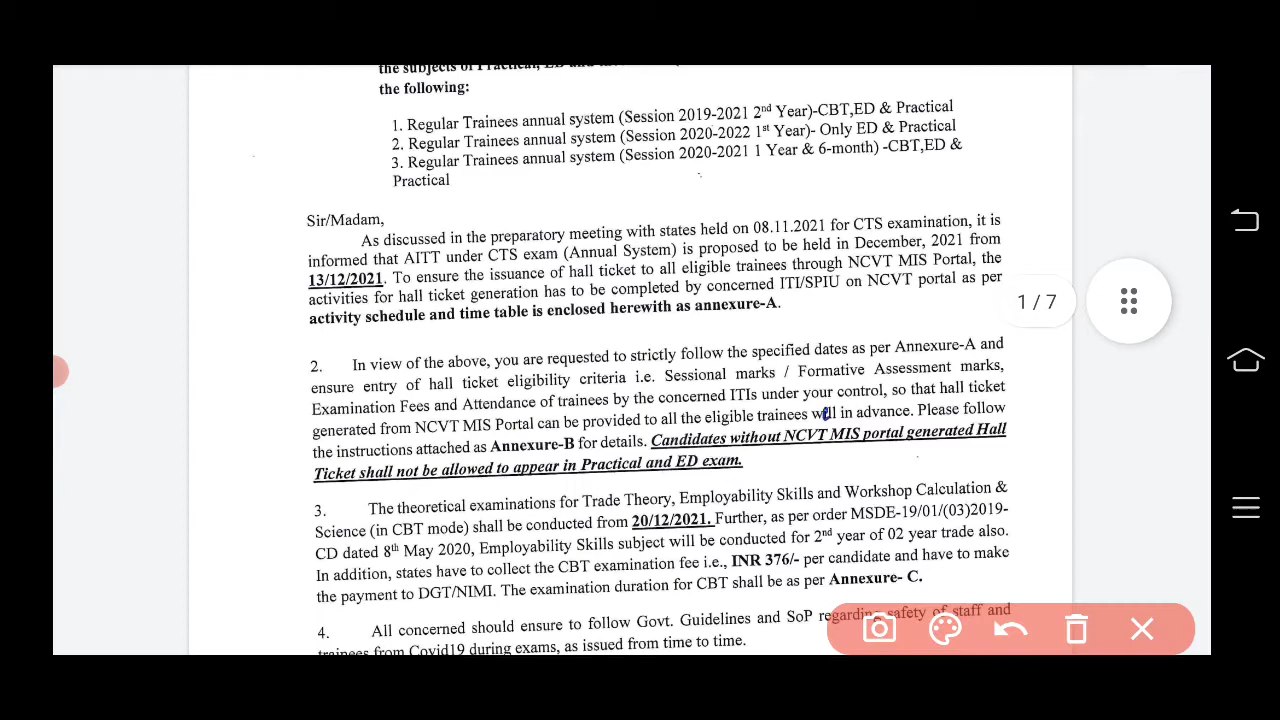 the subjects of Practical, ED and
the following:
1. Regular Trainees annual system (Session 2019-2021 2nd Year)-CBT,ED & Practical
2. Regular Trainees annual system (Session 2020-2022 1st Year)- Only ED & Practical
3. Regular Trainees annual system (Session 2020-2021 1 Year & 6-month) -CBT,ED &
Practical
Sir/Madam,
As discussed in the preparatory meeting with states held on 08.11.2021 for CTS examination, it is
informed that AITT under CTS exam (Annual System) is proposed to be held in December, 2021 from
13/12/2021. To ensure the issuance of hall ticket to all eligible trainees through NCVT MIS Portal, the
activities for hall ticket generation has to be completed by concerned ITI/SPIU on NCVT portal as per
activity schedule and time table is enclosed herewith as annexure-A.
1 / 7
2. In view of the above, you are requested to strictly follow the specified dates as per Annexure-A and
ensure entry of hall ticket eligibility criteria i.e. Sessional marks / Formative Assessment marks,
Examination Fees and Attendance of trainees by the concerned ITIs under your control, so that hall ticket
generated from NCVT MIS Portal can be provided to all the eligible trainees well in advance. Please follow
the instructions attached as Annexure-B for details. Candidates without NCVT MIS portal generated Hall
Ticket shall not be allowed to appear in Practical and ED exam.
3. The theoretical examinations for Trade Theory, Employability Skills and Workshop Calculation &
Science (in CBT mode) shall be conducted from 20/12/2021. Further, as per order MSDE-19/01/(03)2019-
CD dated 8th May 2020, Employability Skills subject will be conducted for 2nd year of 02 year trade also.
In addition, states have to collect the CBT examination fee i.e., INR 376/- per candidate and have to make
the payment to DGT/NIMI. The examination duration for CBT shall be as per Annexure- C.
4. All concerned should ensure to follow Govt. Guidelines and SoP regarding safety of staff and
trainees from Covid19 during exams, as issued from time to time.